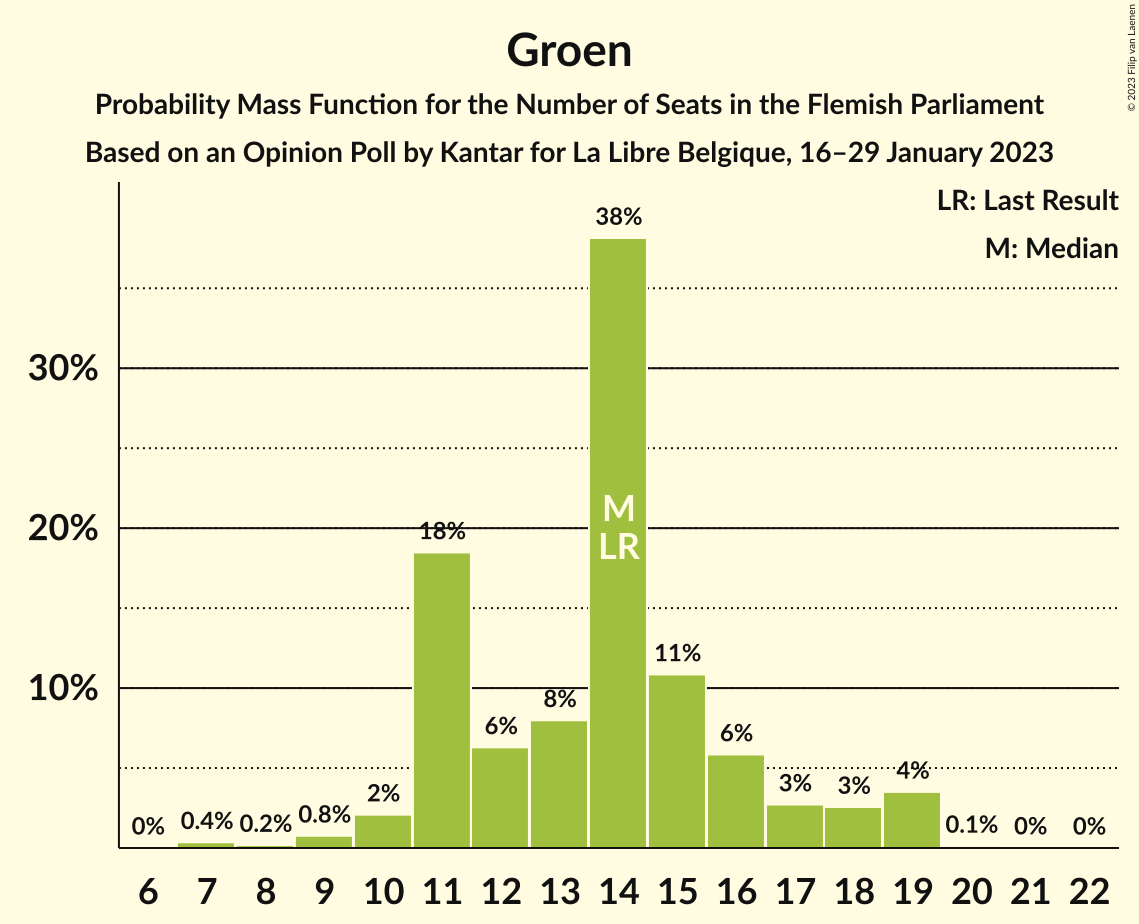 Groen
Probability Mass Function for the Number of Seats in the Flemish Parliament
Based on an Opinion Poll by Kantar for La Libre Belgique, 16–29 January 2023
© 2023 Filip van Laenen
LR: Last Result
M: Median
30%
20%
10%
0%
0.4%
0.2%
0.8%
2%
18%
6%
8%
38%
11%
6%
3%
3%
4%
0.1%
0%
0%
M
LR
6 7 8 9 10 11 12 13 14 15 16 17 18 19 20 21 22